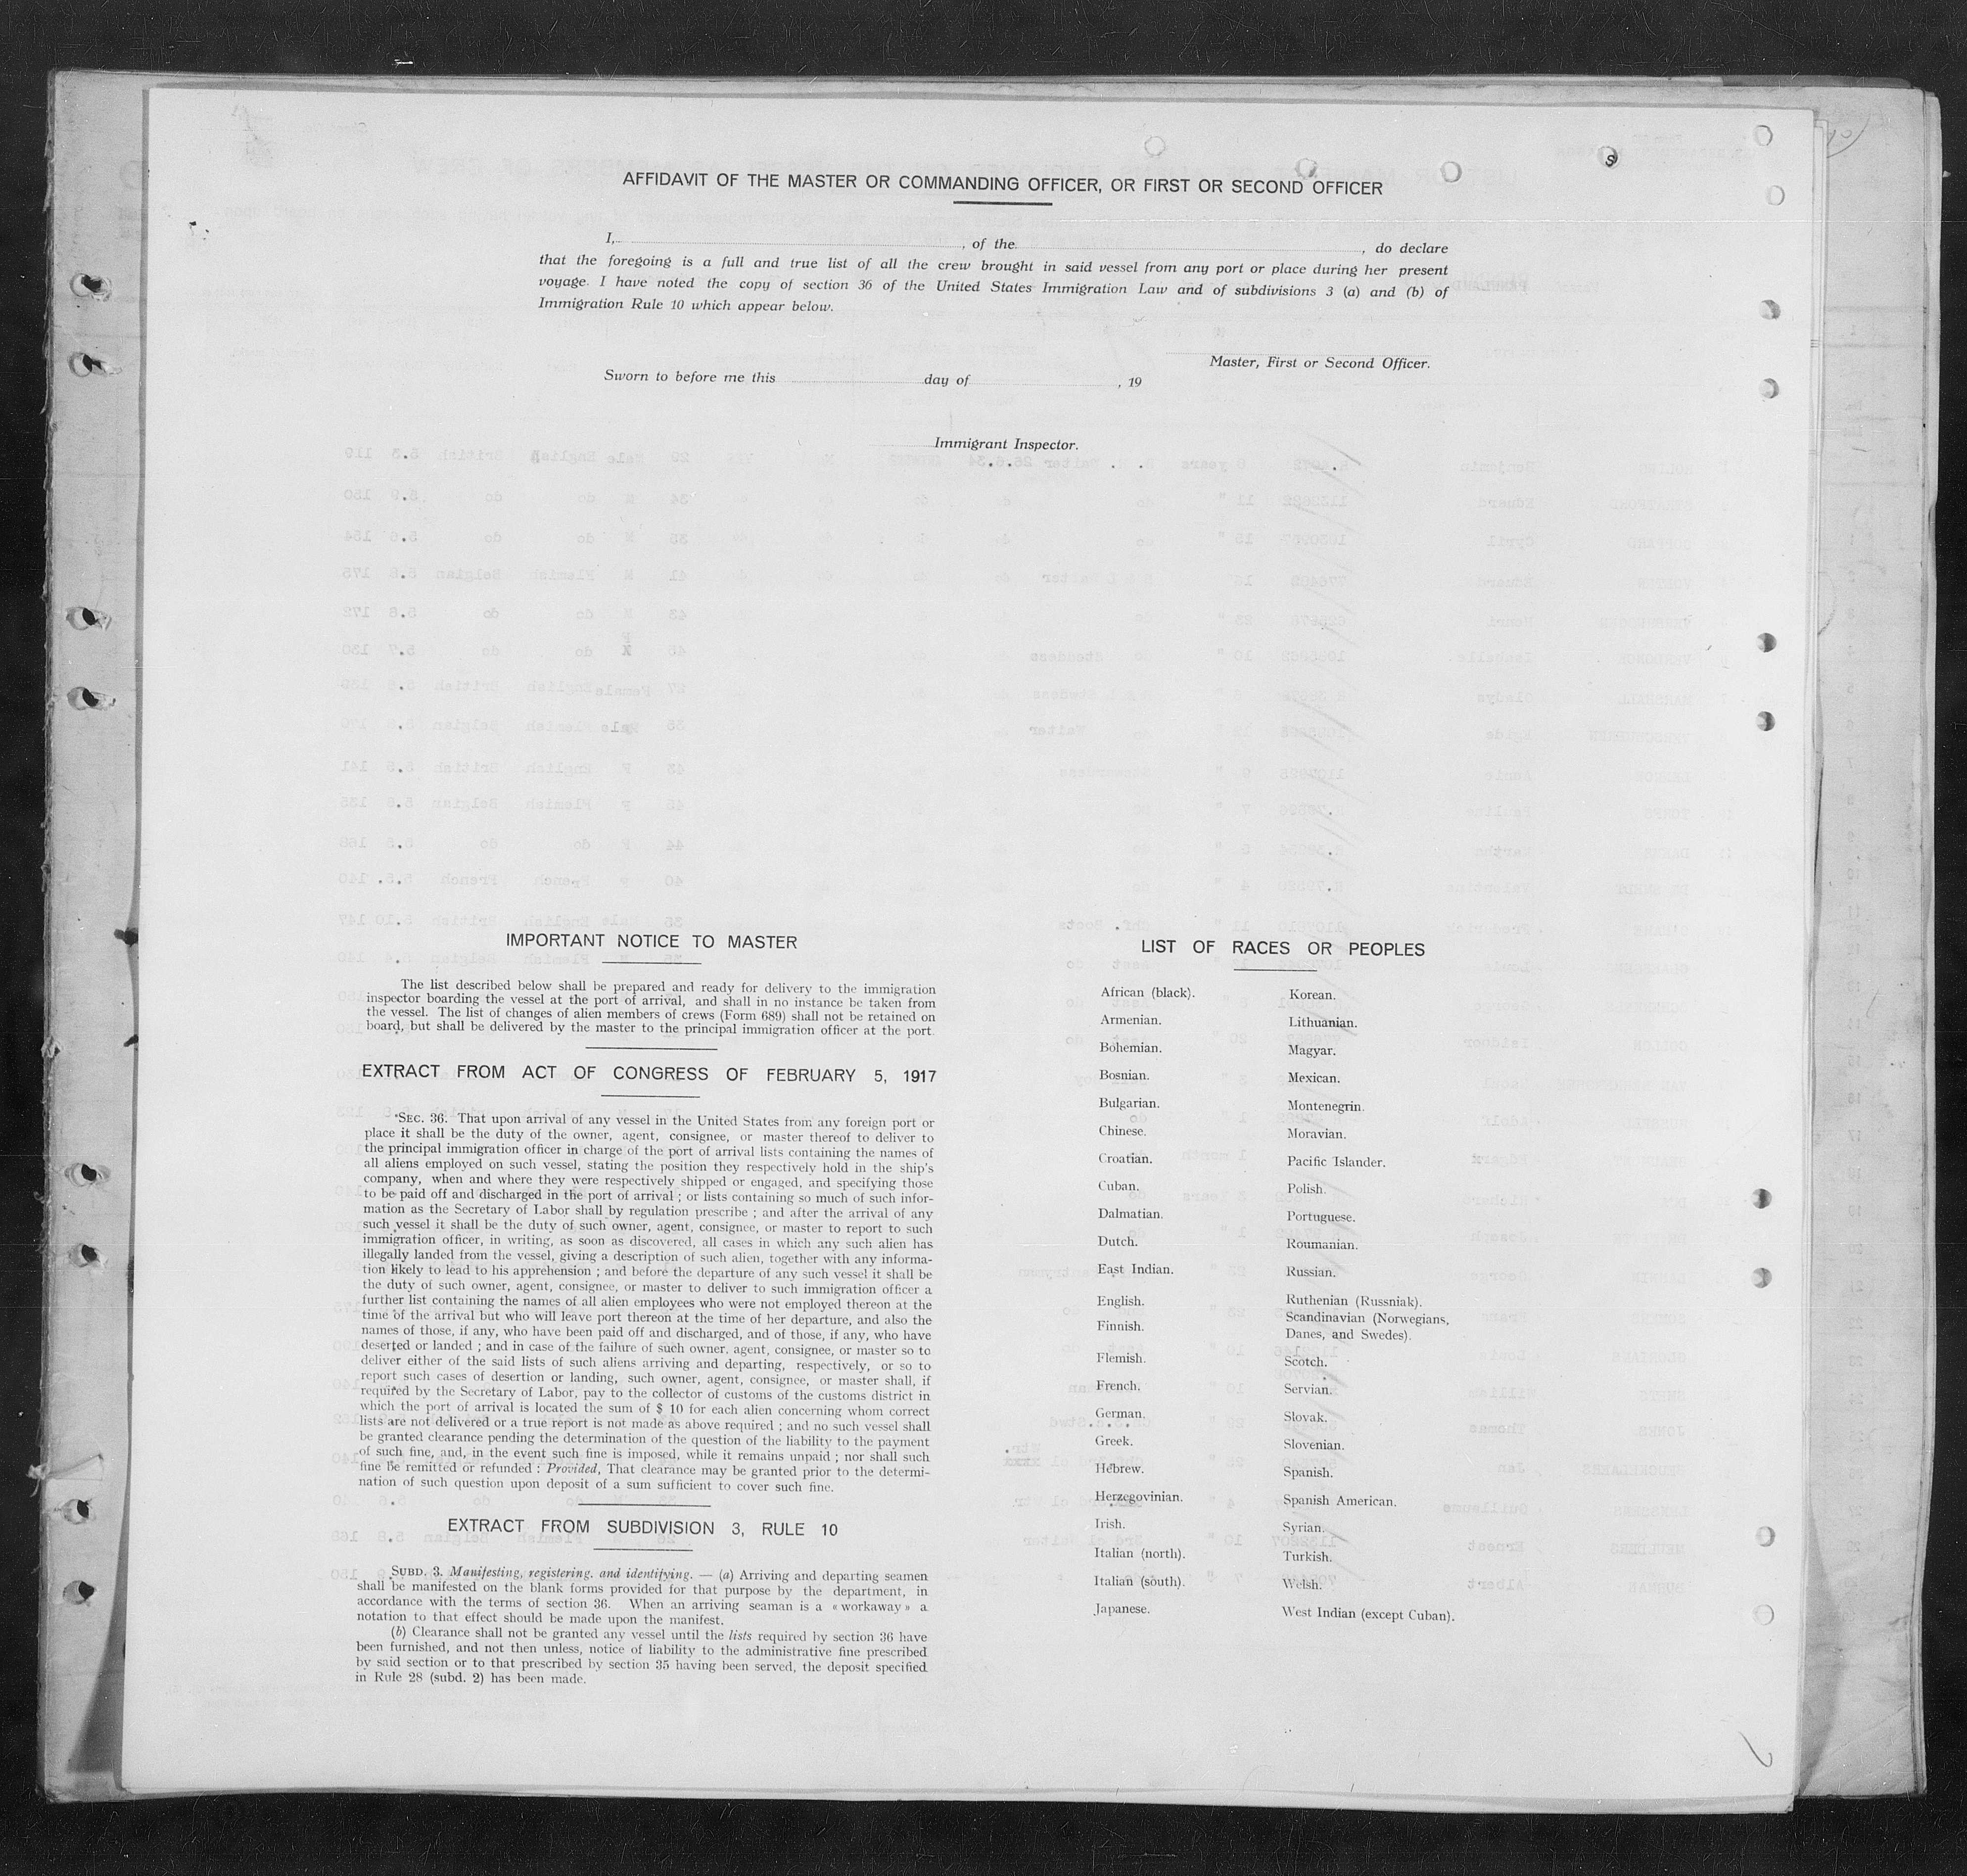 AFFIDAVIT OF THE MASTER OR COMMANDING OFFICER, OR FIRST OR SECOND OFFICER
I, , of the , do declare
that the foregoing is a full and true list of all the crew brought in said vessel from any port or place during her present
voyage. I have noted the copy of section 36 of the United States Immigration Law and of subdivisions 3 (a) and (b) of
Immigration Rule 10 which appear below.
Master, First or Second Officer.
Sworn to before me this day of , 19
Immigrant Inspector.
IMPORTANT NOTICE TO MASTER
The list described below shall be prepared and ready for delivery to the immigration
inspector boarding the vessel at the port of arrival, and shall in no instance be taken from
the vessel. The list of changes of alien members of crews (Form 689) shall not be retained on
board, but shall be delivered by the master to the principal immigration officer at the port.
EXTRACT FROM ACT OF CONGRESS OF FEBRUARY 5, 1917
SEC. 36. That upon arrival of any vessel in the United States from any foreign port or
place it shall be the duty of the owner, agent, consignee, or master thereof to deliver to
the principal immigration officer in charge of the port of arrival lists containing the names of
all aliens employed on such vessel, stating the position they respectively hold in the ship's
company, when and where they were respectively shipped or engaged, and specifying those
to be paid off and discharged in the port of arrival ; or lists containing so much of such infor-
mation as the Secretary of Labor shall by regulation prescribe ; and after the arrival of any
such vessel it shall be the duty of such owner, agent, consignee, or master to report to such
immigration officer, in writing, as soon as discovered, all cases in which any such alien has
illegally landed from the vessel, giving a description of such alien, together with any informa-
tion likely to lead to his apprehension ; and before the departure of any such vessel it shall be
the duty of such owner, agent, consignee, or master to deliver to such immigration officer a
further list containing the names of all alien employees who were not employed thereon at the
time of the arrival but who will leave port thereon at the time of her departure, and also the
names of those, if any, who have been paid off and discharged, and of those, if any, who have
deserted or landed ; and in case of the failure of such owner, agent, consignee, or master so to
deliver either of the said lists of such aliens arriving and departing, respectively, or so to
report such cases of desertion or landing, such owner, agent, consignee, or master shall, if
required by the Secretary of Labor, pay to the collector of customs of the customs district in
which the port of arrival is located the sum of $ 10 for each alien concerning whom correct
lists are not delivered or a true report is not made as above required ; and no such vessel shall
be granted clearance pending the determination of the question of the liability to the payment
of such fine, and, in the event such fine is imposed, while it remains unpaid ; nor shall such
fine be remitted or refunded : Provided, That clearance may be granted prior to the determi-
nation of such question upon deposit of a sum sufficient to cover such fine.
EXTRACT FROM SUBDIVISION 3, RULE 10
SUBD. 3. Manifesting, registering, and identifying. — (a) Arriving and departing seamen
shall be manifested on the blank forms provided for that purpose by the department, in
accordance with the terms of section 36. When an arriving seaman is a « workaway » a
notation to that effect should be made upon the manifest.
(b) Clearance shall not be granted any vessel until the lists required by section 36 have
been furnished, and not then unless, notice of liability to the administrative fine prescribed
by said section or to that prescribed by section 35 having been served, the deposit specified
in Rule 28 (subd. 2) has been made.
LIST OF RACES OR PEOPLES
African (black).
Armenian.
Bohemian.
Bosnian.
Bulgarian.
Chinese.
Croatian.
Cuban.
Dalmatian.
Dutch.
East Indian.
English.
Finnish.
Flemish.
French.
German.
Greek.
Hebrew.
Herzegovinian.
Irish.
Italian (north).
Italian (south).
Japanese.
Korean.
Lithuanian.
Magyar.
Mexican.
Montenegrin.
Moravian.
Pacific Islander.
Polish.
Portuguese.
Roumanian.
Russian.
Ruthenian (Russniak).
Scandinavian (Norwegians,
Danes, and Swedes).
Scotch.
Servian.
Slovak.
Slovenian.
Spanish.
Spanish American.
Syrian.
Turkish.
Welsh.
West Indian (except Cuban).